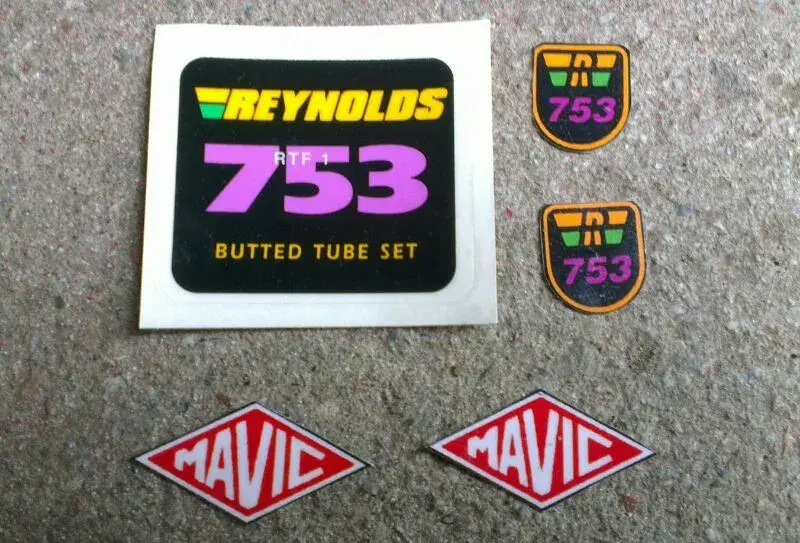 REYNOLDS
RTF 1
753
BUTTED TUBE SET
R
753
R
753
MAVIC
MAVIC